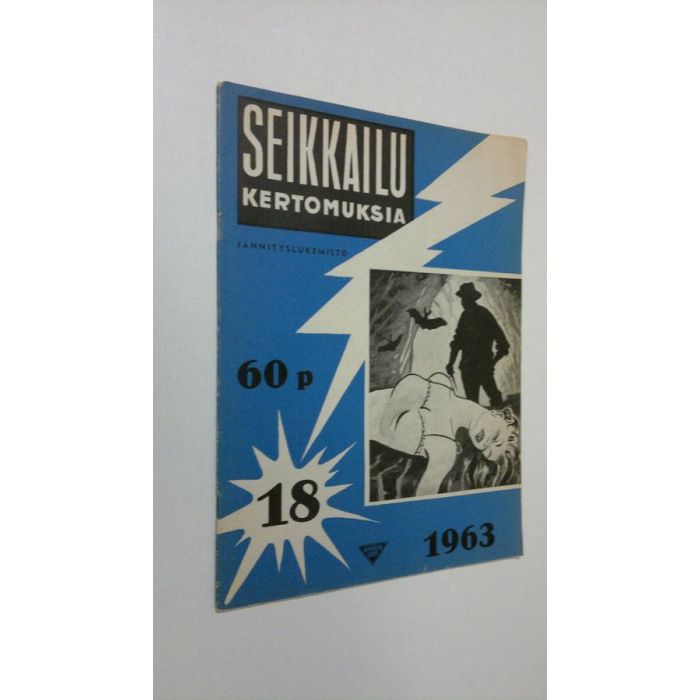 SEIKKAILU
KERTOMUKSIA
JÄNNITYSLUKEMISTO
60 p
18
1963